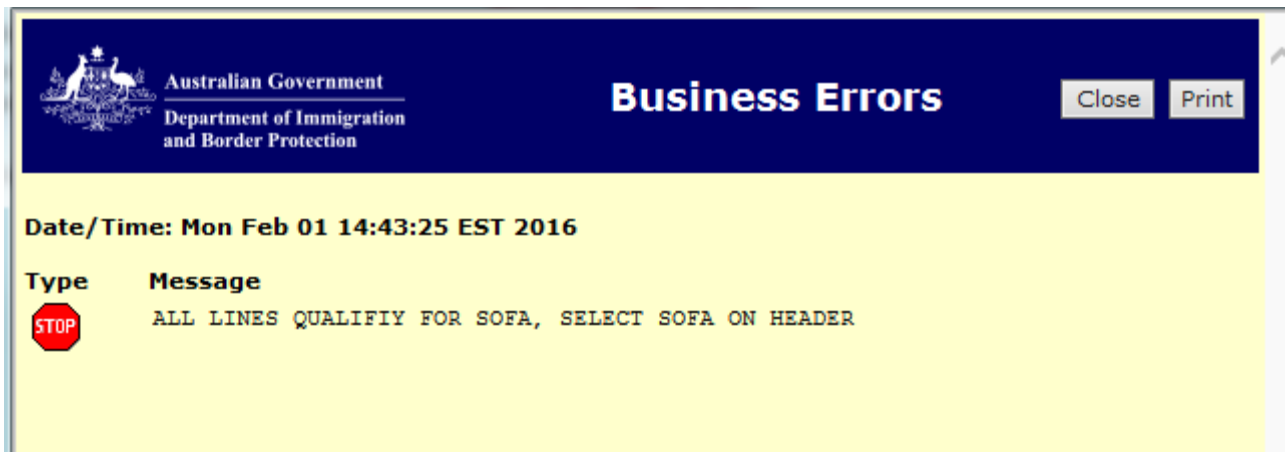 Australian Government
Department of Immigration
and Border Protection
Business Errors
Close Print
Date/Time: Mon Feb 01 14:43:25 EST 2016
Type Message
STOP ALL LINES QUALIFIY FOR SOFA, SELECT SOFA ON HEADER